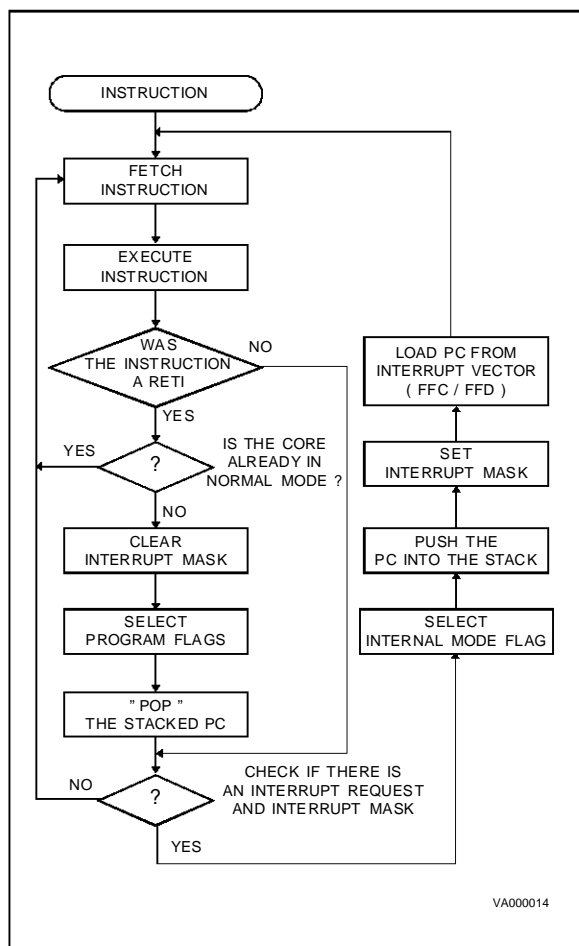 INSTRUCTION
FETCH
INSTRUCTION
EXECUTE
INSTRUCTION
WAS
THE INSTRUCTION
A RETI
NO
YES
YES
?
IS THE CORE
ALREADY IN
NORMAL MODE ?
NO
CLEAR
INTERRUPT MASK
SELECT
PROGRAM FLAGS
" POP "
THE STACKED PC
NO
?
CHECK IF THERE IS
AN INTERRUPT REQUEST
AND INTERRUPT MASK
YES
LOAD PC FROM
INTERRUPT VECTOR
( FFC / FFD )
SET
INTERRUPT MASK
PUSH THE
PC INTO THE STACK
SELECT
INTERNAL MODE FLAG
VA000014